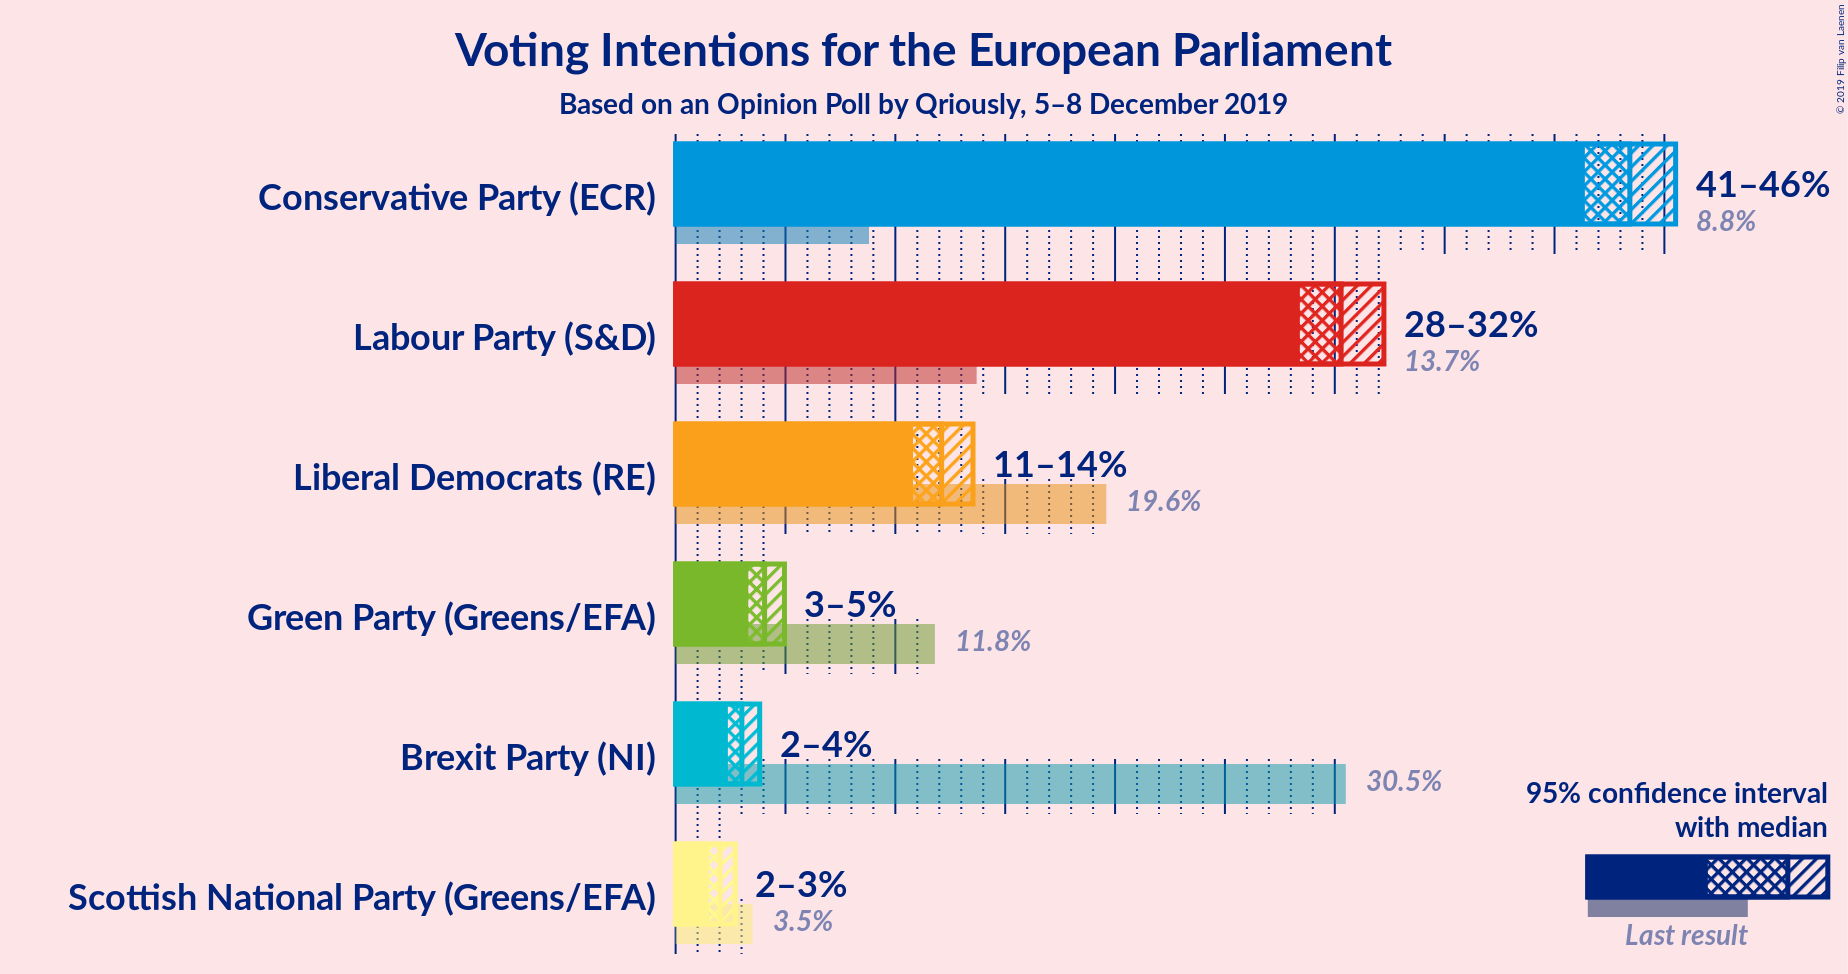 Voting Intentions for the European Parliament
Based on an Opinion Poll by Qriously, 5–8 December 2019
© 2019 Filip van Laenen
Conservative Party (ECR)
41–46%
8.8%
Labour Party (S&D)
28–32%
13.7%
Liberal Democrats (RE)
11–14%
19.6%
Green Party (Greens/EFA)
3–5%
11.8%
Brexit Party (NI)
2–4%
30.5%
Scottish National Party (Greens/EFA)
2–3%
3.5%
95% confidence interval
with median
Last result